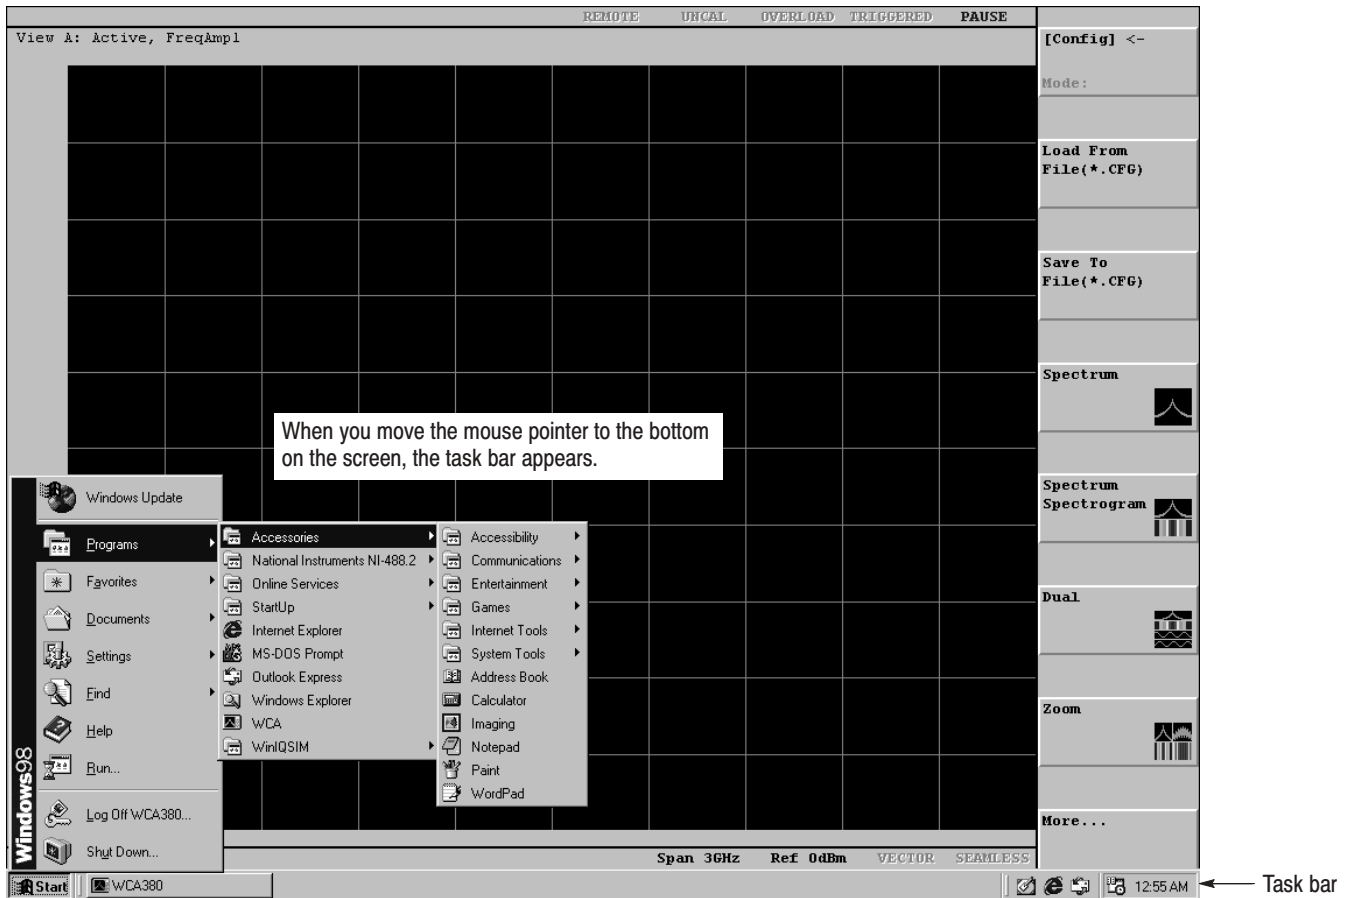 REMOTE UNCAL OVERLOAD TRIGGERED PAUSE
View A: Active, FreqAmpl
[Config] <-
Mode:
Load From
File(*.CFG)
Save To
File(*.CFG)
Spectrum
Spectrum
Spectrogram
Dual
Zoom
More...
When you move the mouse pointer to the bottom
on the screen, the task bar appears.
Windows98
Windows Update
Programs
Favorites
Documents
Settings
Find
Help
Run...
Log Off WCA380...
Shut Down...
Accessories
National Instruments NI-488.2
Online Services
StartUp
Internet Explorer
MS-DOS Prompt
Outlook Express
Windows Explorer
WCA
WinIQSIM
Accessibility
Communications
Entertainment
Games
Internet Tools
System Tools
Address Book
Calculator
Imaging
Notepad
Paint
WordPad
Span 3GHz Ref 0dBm VECTOR SEAMLESS
Start WCA380 12:55 AM
Task bar